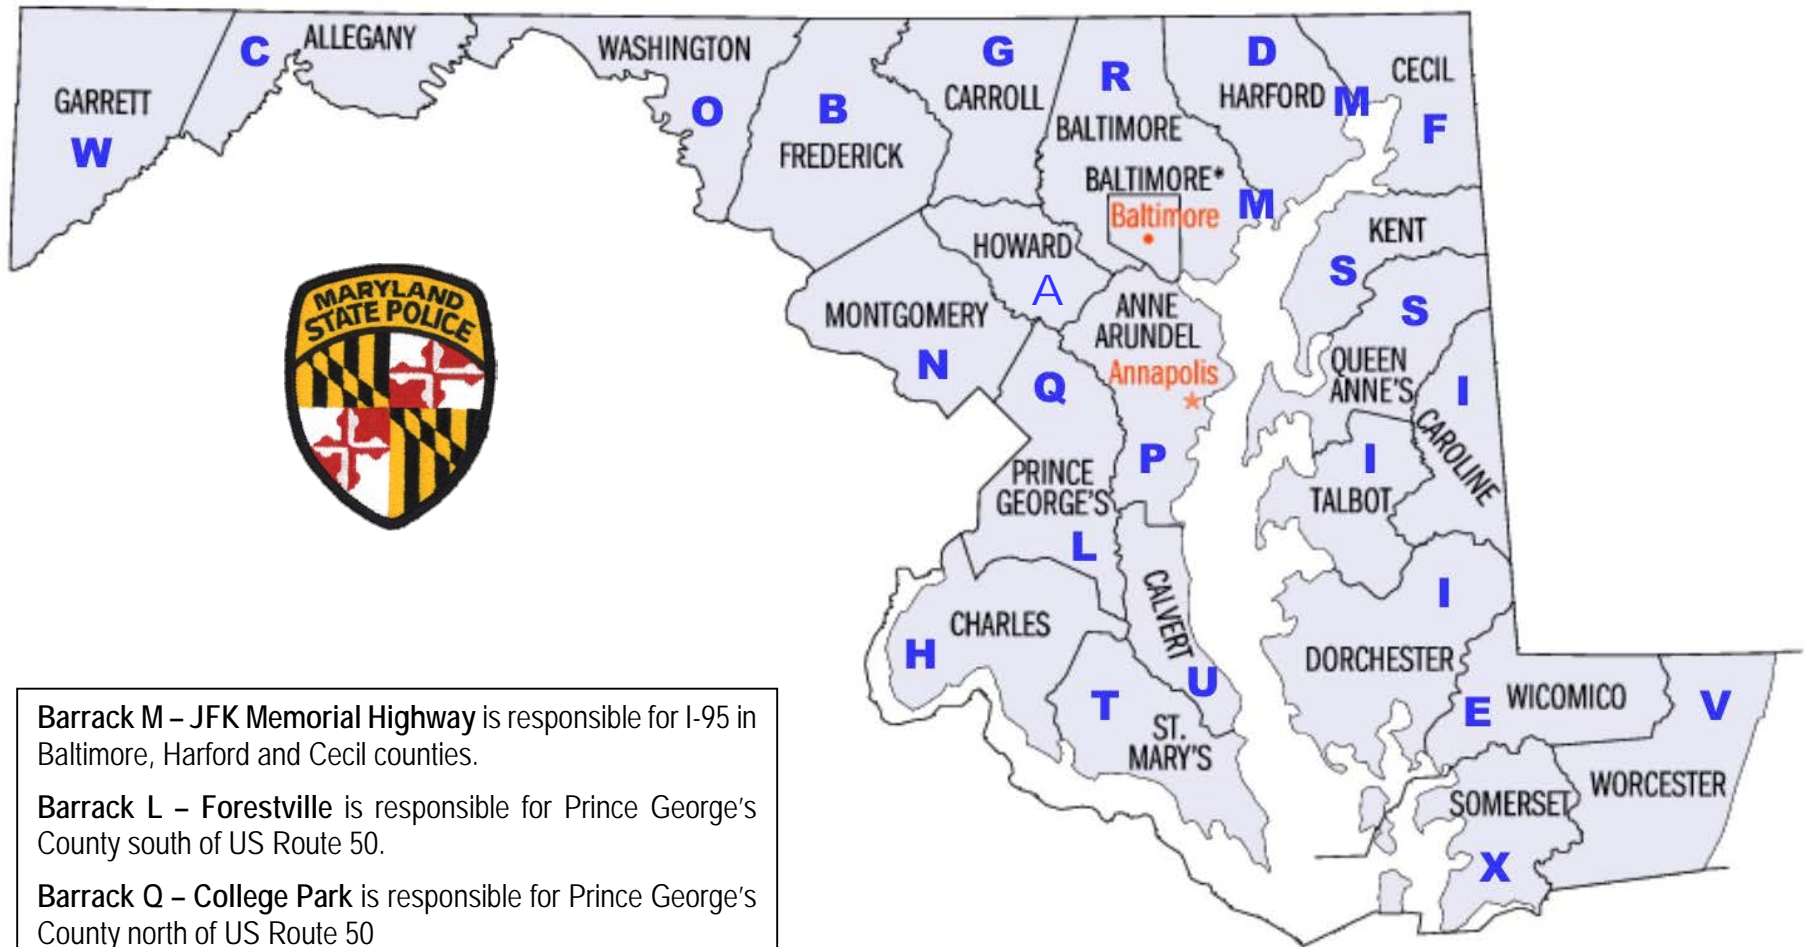 ALLEGANY
C
GARRETT
W
WASHINGTON
O
B
FREDERICK
G
CARROLL
R
BALTIMORE
BALTIMORE*
Baltimore
D
HARFORD
M
M
CECIL
F
KENT
S
S
QUEEN
ANNE'S
HOWARD
A
MONTGOMERY
N
ANNE
ARUNDEL
Annapolis
P
Q
PRINCE
GEORGE'S
L
I
CAROLINE
I
TALBOT
I
DORCHESTER
CALVERT
U
CHARLES
H
T
ST.
MARY'S
E
WICOMICO
V
WORCESTER
SOMERSET
X
MARYLAND
STATE POLICE
Barrack M – JFK Memorial Highway is responsible for I-95 in
Baltimore, Harford and Cecil counties.
Barrack L – Forestville is responsible for Prince George's
County south of US Route 50.
Barrack Q – College Park is responsible for Prince George's
County north of US Route 50